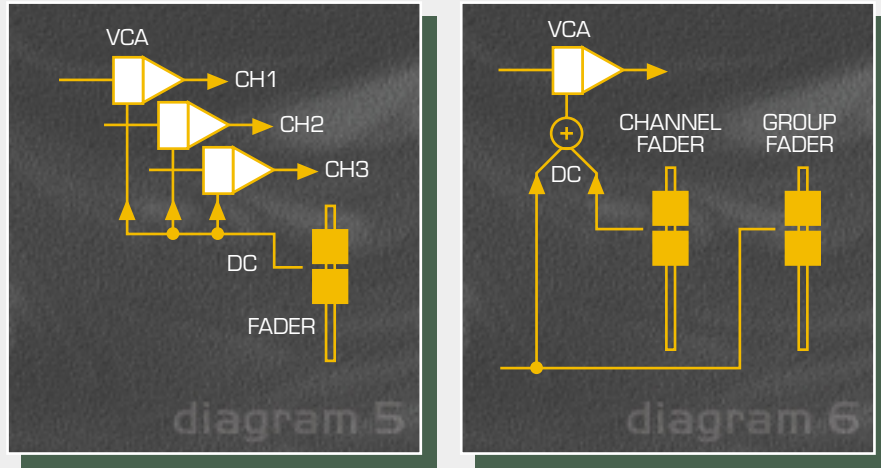 VCA
CH1
CH2
CH3
DC
FADER
diagram 5
VCA
+
CHANNEL
FADER
GROUP
FADER
DC
diagram 6